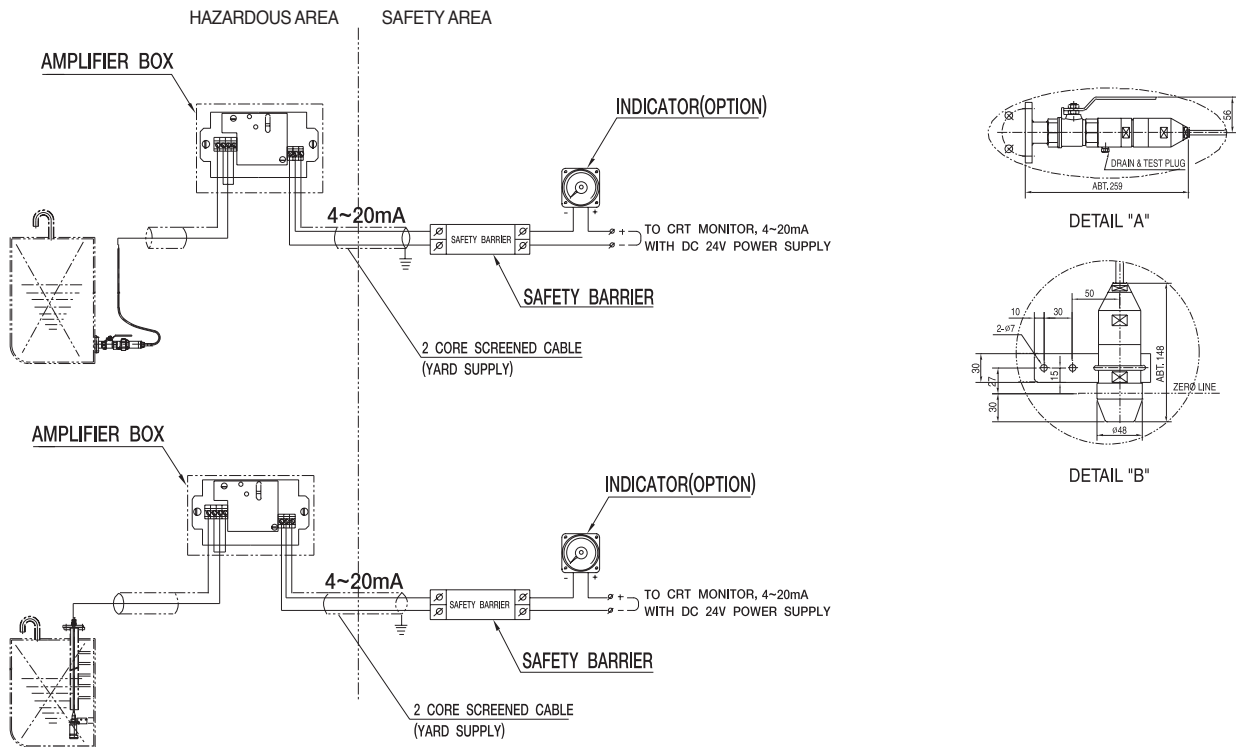 HAZARDOUS AREA
SAFETY AREA
AMPLIFIER BOX
INDICATOR(OPTION)
4~20mA
- +
SAFETY BARRIER
+ TO CRT MONITOR, 4~20mA
- WITH DC 24V POWER SUPPLY
SAFETY BARRIER
2 CORE SCREENED CABLE
(YARD SUPPLY)
AMPLIFIER BOX
INDICATOR(OPTION)
4~20mA
- +
SAFETY BARRIER
+ TO CRT MONITOR, 4~20mA
- WITH DC 24V POWER SUPPLY
SAFETY BARRIER
2 CORE SCREENED CABLE
(YARD SUPPLY)
56
DRAIN & TEST PLUG
ABT. 259
DETAIL "A"
50
10
30
2-ø7
30
27
15
30
ABT. 148
ZERØ LINE
ø48
DETAIL "B"